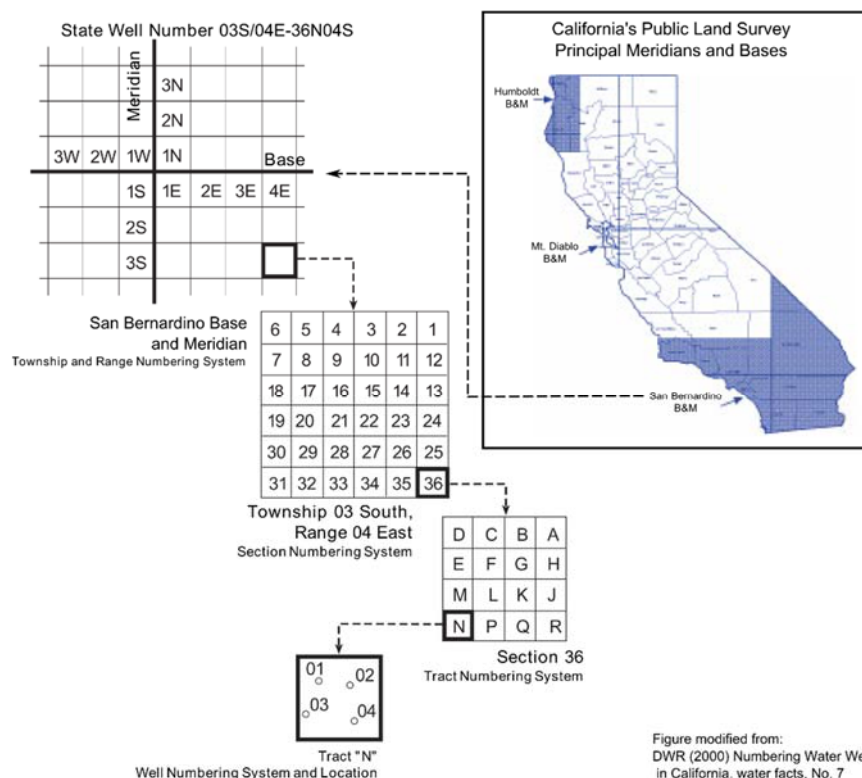 State Well Number 03S/04E-36N04S
Meridian
3N
2N
3W 2W 1W 1N Base
1S 1E 2E 3E 4E
2S
3S
San Bernardino Base
and Meridian
Township and Range Numbering System
California's Public Land Survey
Principal Meridians and Bases
Humboldt
B&M
Mt. Diablo
B&M
San Bernardino
B&M
6 5 4 3 2 1
7 8 9 10 11 12
18 17 16 15 14 13
19 20 21 22 23 24
30 29 28 27 26 25
31 32 33 34 35 36
Township 03 South,
Range 04 East
Section Numbering System
D C B A
E F G H
M L K J
N P Q R
Section 36
Tract Numbering System
01 02
03 04
Tract "N"
Well Numbering System and Location
Figure modified from:
DWR (2000) Numbering Water We
in California, water facts, No. 7